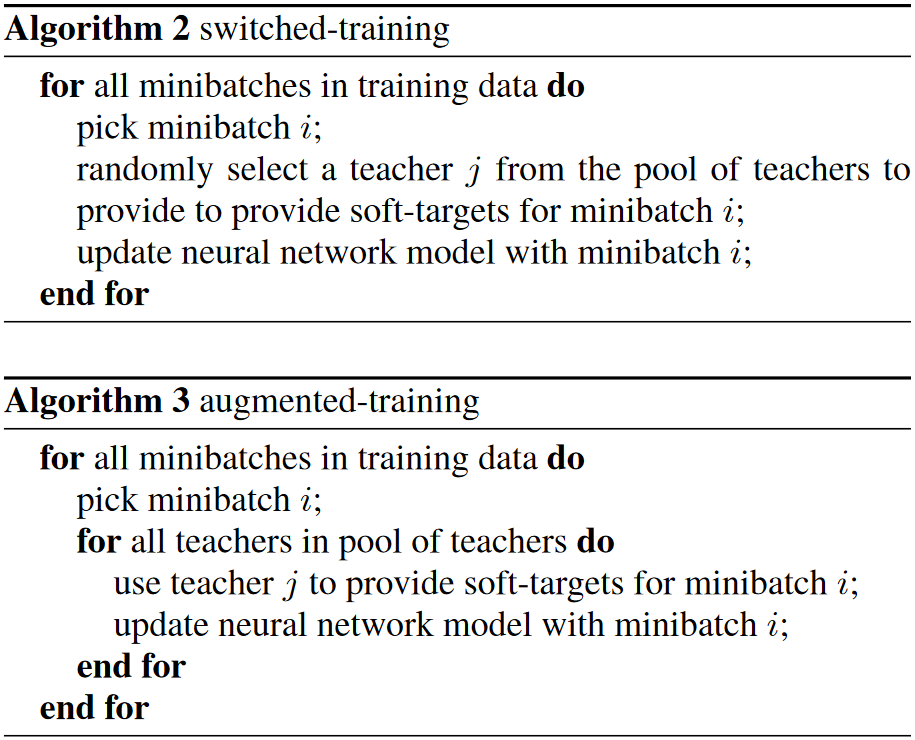 Algorithm 2 switched-training
for all minibatches in training data do
pick minibatch i;
randomly select a teacher j from the pool of teachers to
provide to provide soft-targets for minibatch i;
update neural network model with minibatch i;
end for
Algorithm 3 augmented-training
for all minibatches in training data do
pick minibatch i;
for all teachers in pool of teachers do
use teacher j to provide soft-targets for minibatch i;
update neural network model with minibatch i;
end for
end for